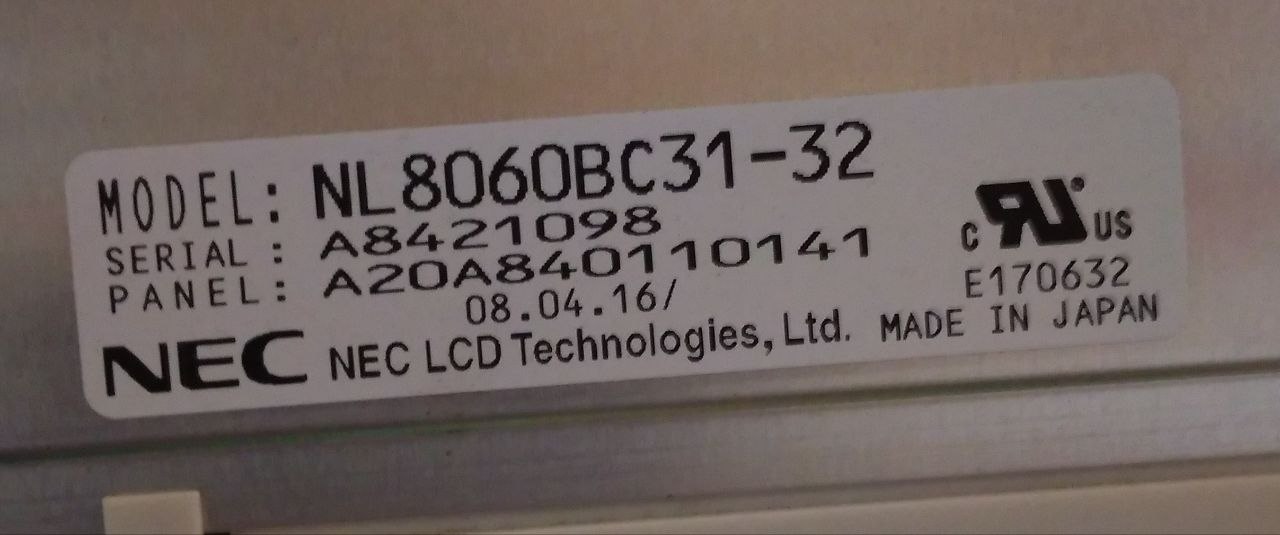 MODEL: NL8060BC31-32
SERIAL : A8421098
PANEL: A20A840110141
08.04.16/
c RU US
E170632
NEC NEC LCD Technologies, Ltd. MADE IN JAPAN